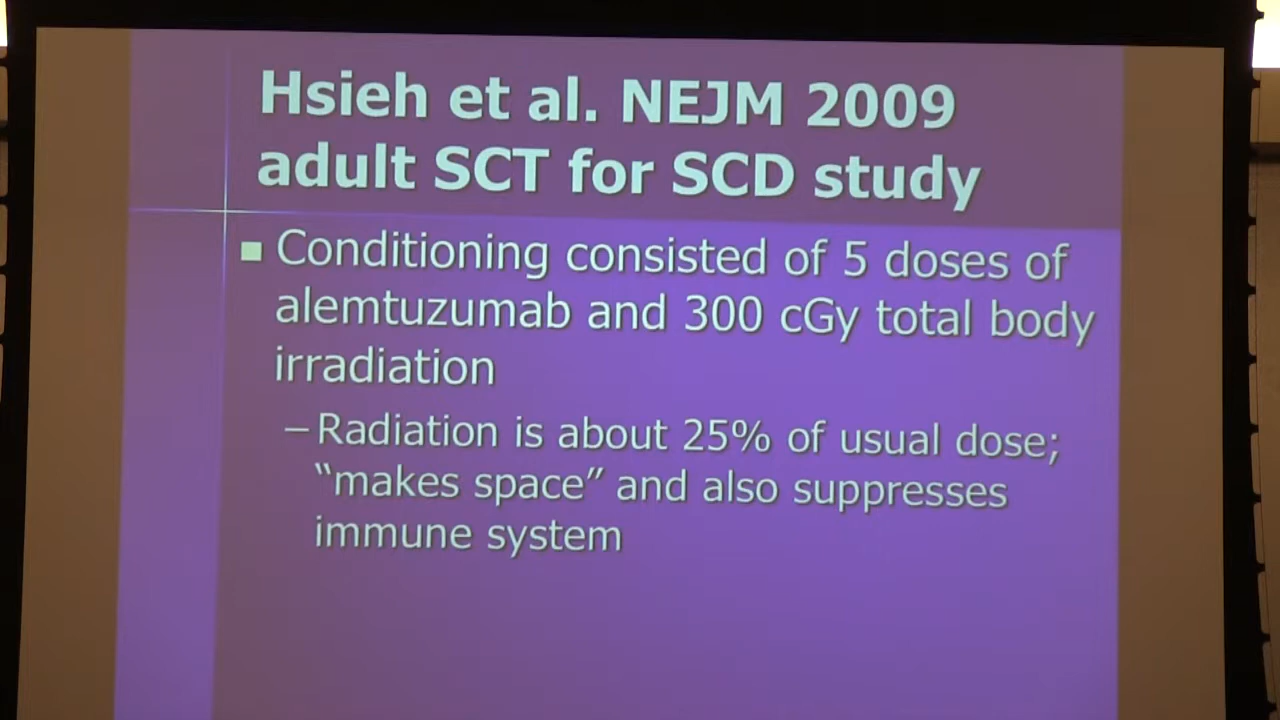 Hsieh et al. NEJM 2009
adult SCT for SCD study
Conditioning consisted of 5 doses of
alemtuzumab and 300 cGy total body
irradiation
– Radiation is about 25% of usual dose;
“makes space” and also suppresses
immune system